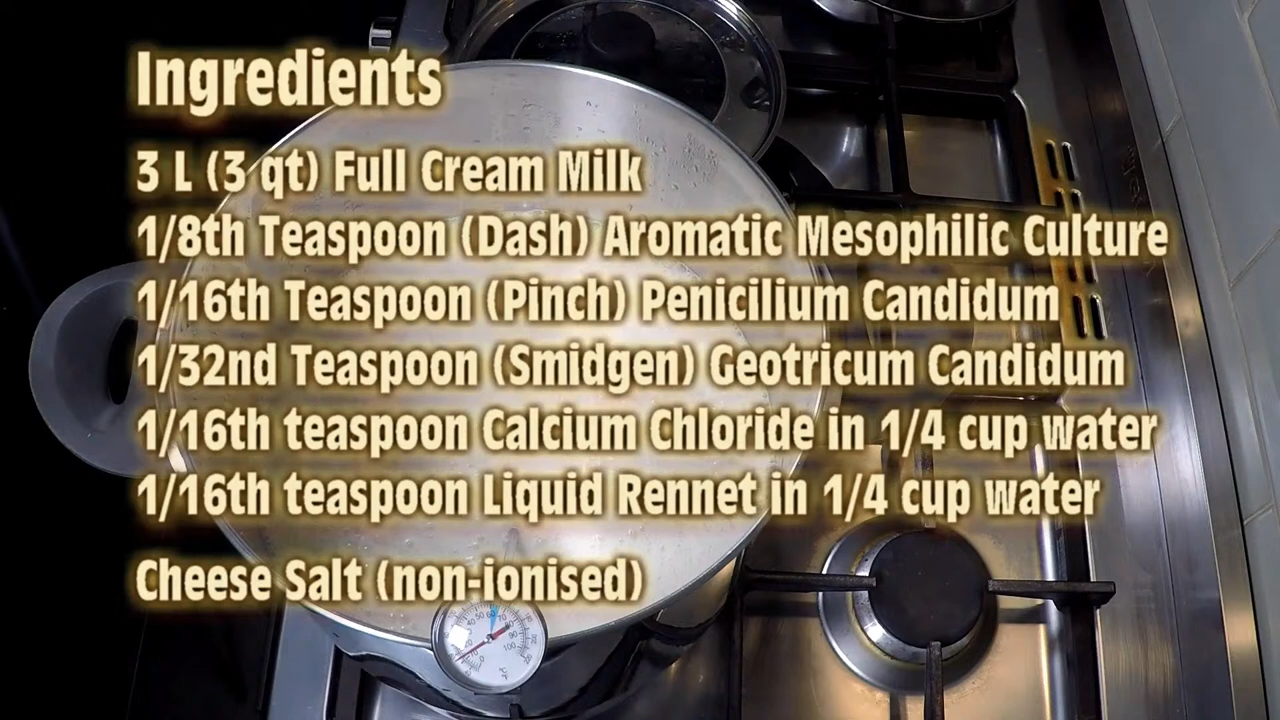 Ingredients
3 L (3 qt) Full Cream Milk
1/8th Teaspoon (Dash) Aromatic Mesophilic Culture
1/16th Teaspoon (Pinch) Penicilium Candidum
1/32nd Teaspoon (Smidgen) Geotricum Candidum
1/16th teaspoon Calcium Chloride in 1/4 cup water
1/16th teaspoon Liquid Rennet in 1/4 cup water
Cheese Salt (non-ionised)